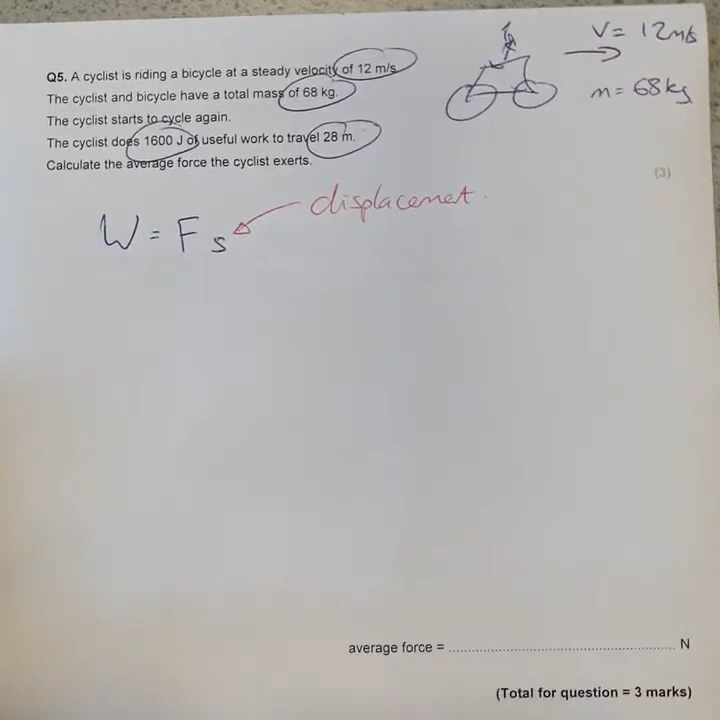 Q5. A cyclist is riding a bicycle at a steady velocity of 12 m/s
The cyclist and bicycle have a total mass of 68 kg.
The cyclist starts to cycle again.
The cyclist does 1600 J of useful work to travel 28 m.
Calculate the average force the cyclist exerts.
(3)
V = 12m/s
m = 68kg
W = F s
displacement.
average force = ............................................................ N
(Total for question = 3 marks)